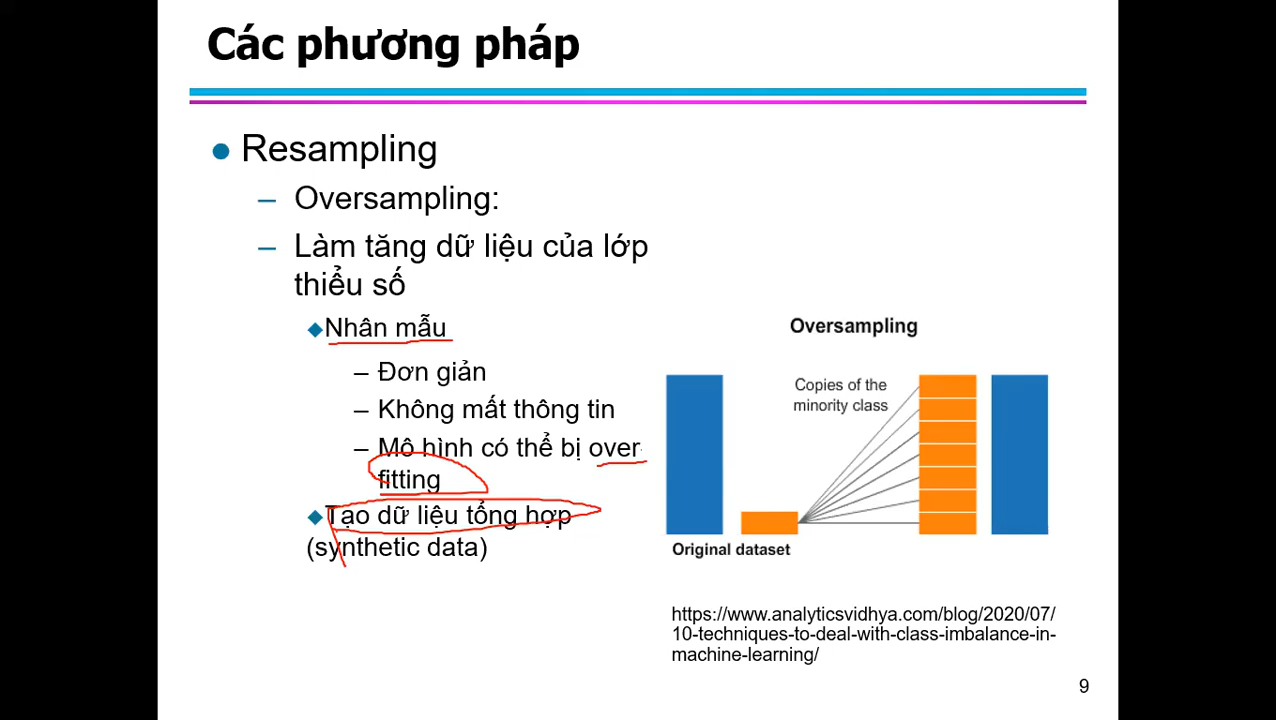 Các phương pháp
Resampling
– Oversampling:
– Làm tăng dữ liệu của lớp
thiểu số
Nhân mẫu
– Đơn giản
– Không mất thông tin
– Mô hình có thể bị over-
fitting
Tạo dữ liệu tổng hợp
(synthetic data)
Oversampling
Copies of the
minority class
Original dataset
https://www.analyticsvidhya.com/blog/2020/07/
10-techniques-to-deal-with-class-imbalance-in-
machine-learning/
9